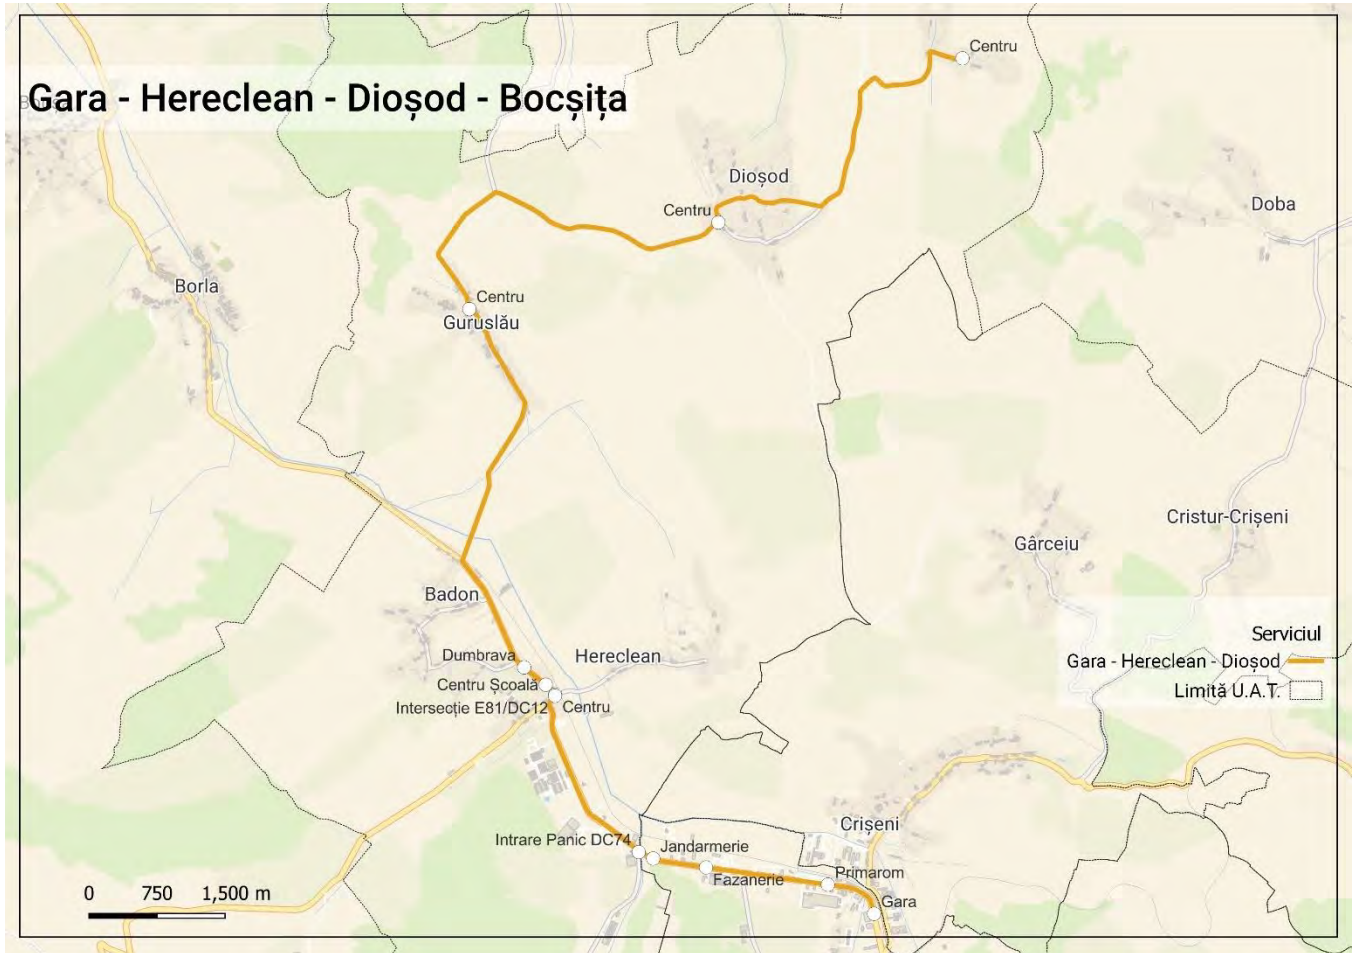 Centru
Gara - Hereclean - Dioșod - Bocșița
Dioșod
Centru
Doba
Borla
Centru
Guruslău
Cristur-Crișeni
Gârceiu
Badon
Serviciul
Dumbrava
Hereclean
Gara - Hereclean - Dioșod
Centru Școală
Limită U.A.T.
Intersecție E81/DC12
Centru
Crișeni
Intrare Panic DC74
Jandarmerie
Primarom
Fazanerie
0 750 1,500 m
Gara